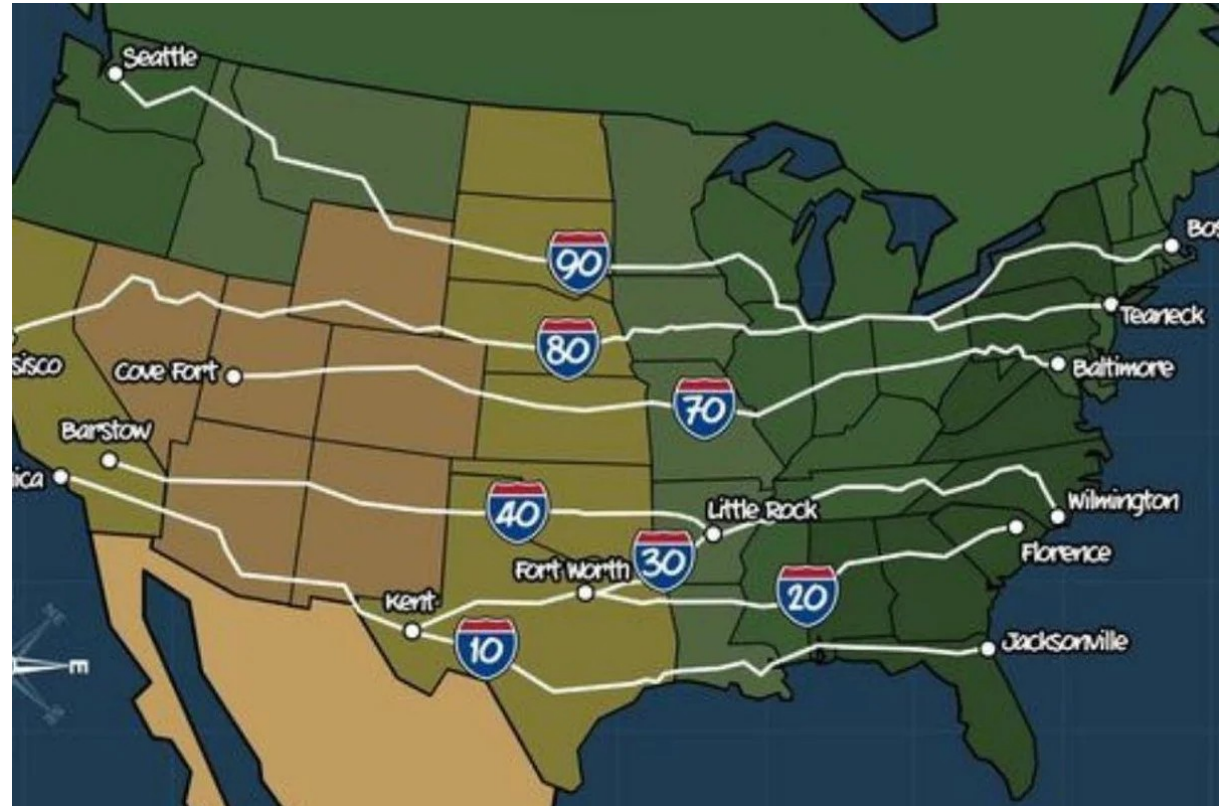 Seattle
Bos
90
Teaneck
80
sisco
Cove Fort
Baltimore
70
Barstow
ica
40
Little Rock
Wilmington
Fort Worth
30
Florence
Kent
20
10
Jacksonville
E